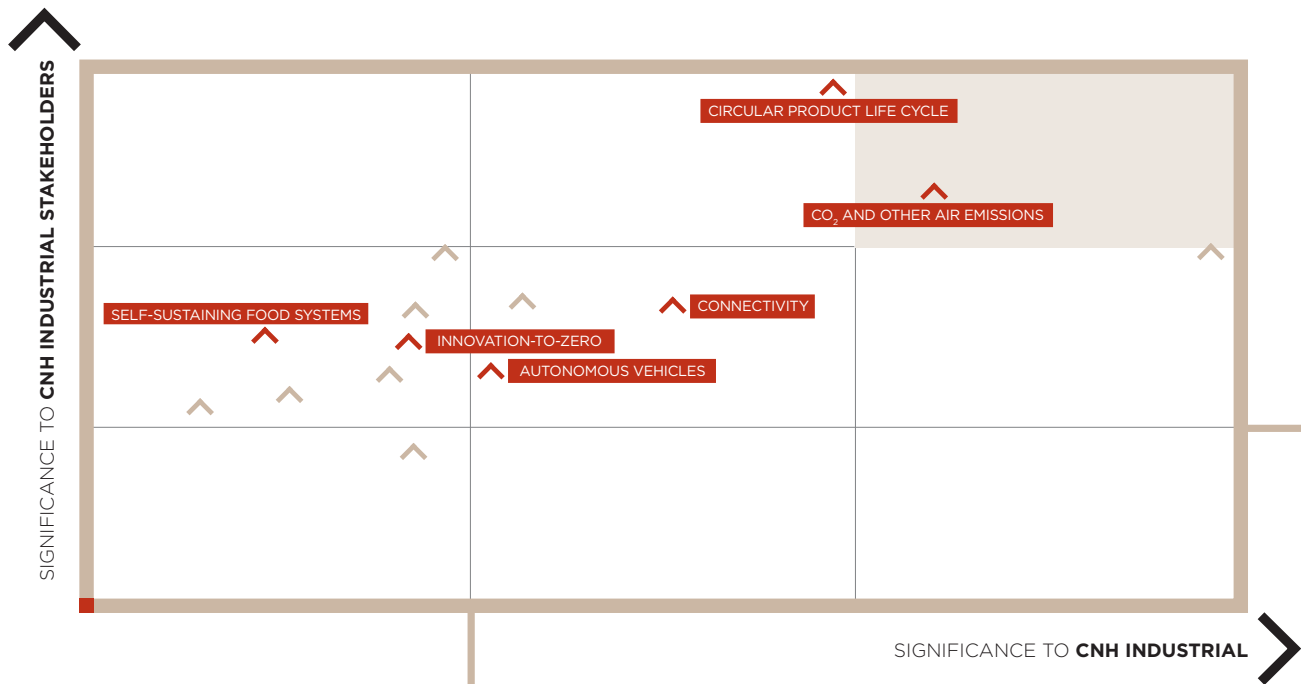 SIGNIFICANCE TO CNH INDUSTRIAL STAKEHOLDERS
CIRCULAR PRODUCT LIFE CYCLE
CO₂ AND OTHER AIR EMISSIONS
SELF-SUSTAINING FOOD SYSTEMS
CONNECTIVITY
INNOVATION-TO-ZERO
AUTONOMOUS VEHICLES
SIGNIFICANCE TO CNH INDUSTRIAL